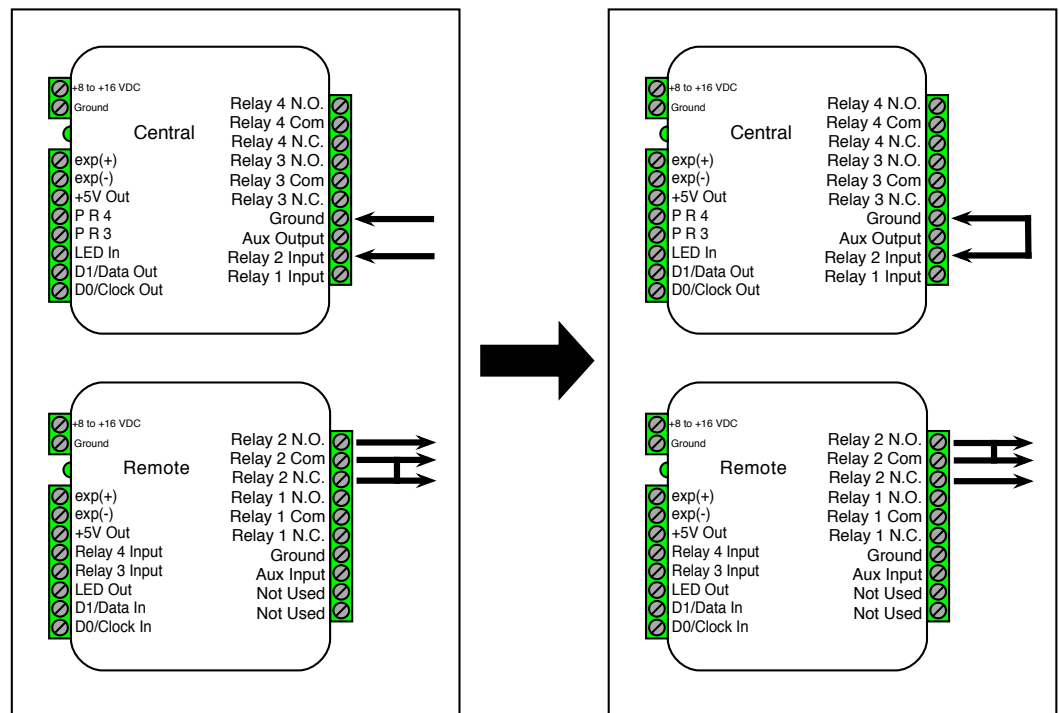 +8 to +16 VDC
Ground
Central
exp(+)
exp(-)
+5V Out
P R 4
P R 3
LED In
D1/Data Out
D0/Clock Out
Relay 4 N.O.
Relay 4 Com
Relay 4 N.C.
Relay 3 N.O.
Relay 3 Com
Relay 3 N.C.
Ground
Aux Output
Relay 2 Input
Relay 1 Input
+8 to +16 VDC
Ground
Remote
exp(+)
exp(-)
+5V Out
Relay 4 Input
Relay 3 Input
LED Out
D1/Data In
D0/Clock In
Relay 2 N.O.
Relay 2 Com
Relay 2 N.C.
Relay 1 N.O.
Relay 1 Com
Relay 1 N.C.
Ground
Aux Input
Not Used
Not Used
+8 to +16 VDC
Ground
Central
exp(+)
exp(-)
+5V Out
P R 4
P R 3
LED In
D1/Data Out
D0/Clock Out
Relay 4 N.O.
Relay 4 Com
Relay 4 N.C.
Relay 3 N.O.
Relay 3 Com
Relay 3 N.C.
Ground
Aux Output
Relay 2 Input
Relay 1 Input
+8 to +16 VDC
Ground
Remote
exp(+)
exp(-)
+5V Out
Relay 4 Input
Relay 3 Input
LED Out
D1/Data In
D0/Clock In
Relay 2 N.O.
Relay 2 Com
Relay 2 N.C.
Relay 1 N.O.
Relay 1 Com
Relay 1 N.C.
Ground
Aux Input
Not Used
Not Used